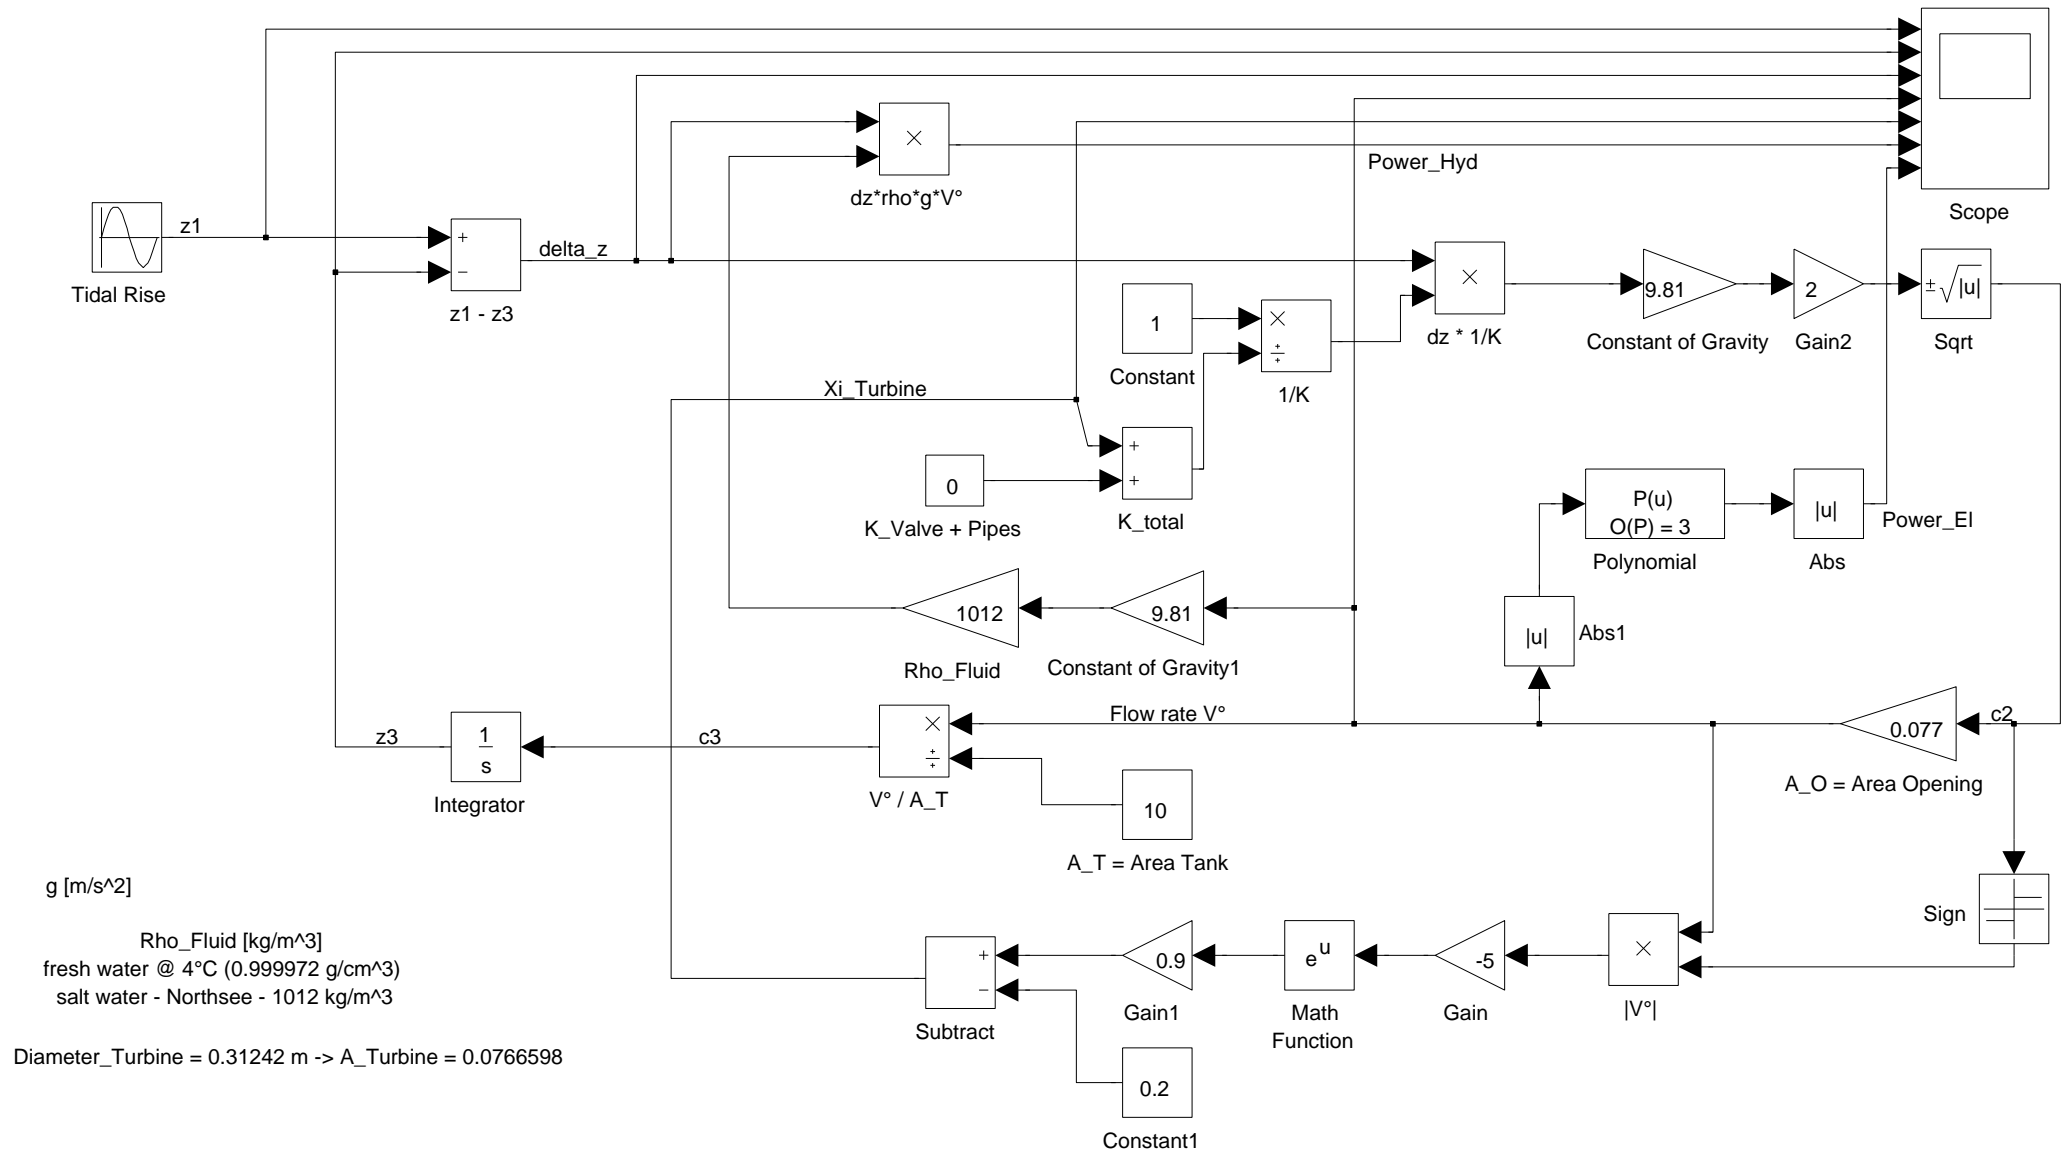 Power_Hyd
dz*rho*g*V°
Scope
z1
+
−
delta_z
Tidal Rise
z1 - z3
1
Constant
1/K
dz * 1/K
9.81
Constant of Gravity
2
Gain2
±√|u|
Sqrt
Xi_Turbine
+
+
K_total
0
K_Valve + Pipes
P(u)
O(P) = 3
Polynomial
|u|
Abs
Power_El
1012
Rho_Fluid
9.81
Constant of Gravity1
|u|
Abs1
Flow rate V°
c2
0.077
A_O = Area Opening
z3
1
s
Integrator
c3
V° / A_T
10
A_T = Area Tank
g [m/s^2]
Rho_Fluid [kg/m^3]
fresh water @ 4°C (0.999972 g/cm^3)
salt water - Northsee - 1012 kg/m^3
Diameter_Turbine = 0.31242 m -> A_Turbine = 0.0766598
Sign
+
−
Subtract
0.9
Gain1
e^u
Math
Function
-5
Gain
|V°|
0.2
Constant1